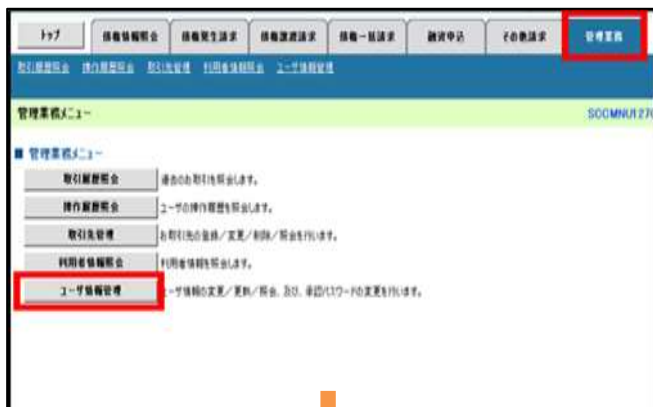 トップ 債権情報照会 債権発生請求 債権譲渡請求 債権一括請求 融資申込 その他請求 管理業務
取引履歴照会 操作履歴照会 取引先管理 利用者情報照会 ユーザ情報管理
管理業務メニュー SCCMNU1270
■ 管理業務メニュー
取引履歴照会 過去のお取引を照会します。
操作履歴照会 ユーザの操作履歴を照会します。
取引先管理 お取引先の登録／変更／削除／照会を行います。
利用者情報照会 利用者情報を照会します。
ユーザ情報管理 ユーザ情報の変更／更新／照会、及び、承認パスワードの変更を行います。